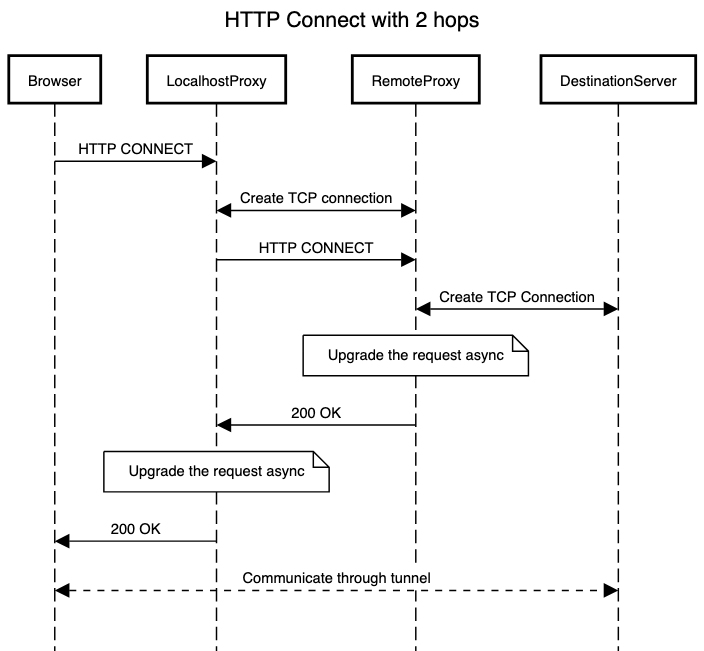 HTTP Connect with 2 hops
Browser
LocalhostProxy
RemoteProxy
DestinationServer
HTTP CONNECT
Create TCP connection
HTTP CONNECT
Create TCP Connection
Upgrade the request async
200 OK
Upgrade the request async
200 OK
Communicate through tunnel